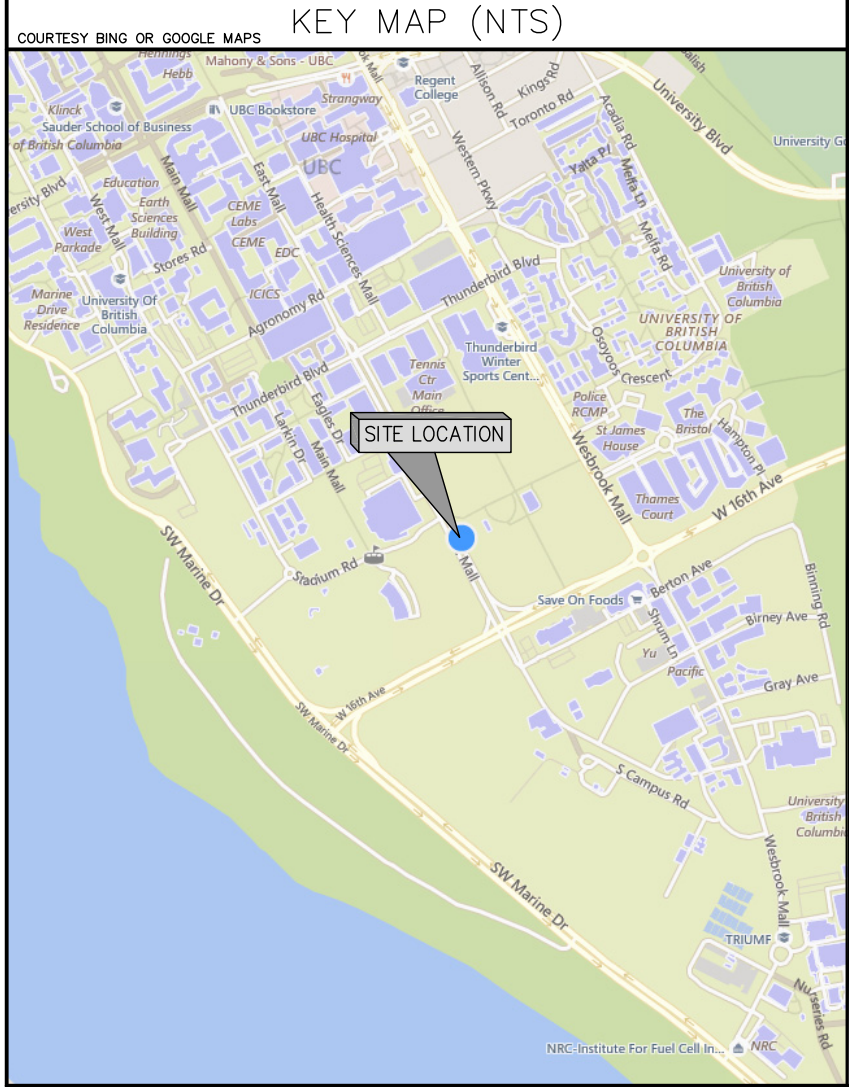 KEY MAP (NTS)
COURTESY BING OR GOOGLE MAPS
Hennings
Hebb
Mahony & Sons - UBC
Regent
College
Allison Rd
Kings Rd
Toronto Rd
Acadia Rd
University Blvd
Klinck
Sauder School of Business
of British Columbia
UBC Bookstore
Strangway
UBC Hospital
UBC
Western Pkwy
Yalta Pl
Melfa Ln
Melfa Rd
Education
Earth
Sciences
Building
Main Mall
East Mall
Health Sciences Mall
CEME
Labs
CEME
EDC
ICICS
West
Parkade
West Mall
Stores Rd
Marine
Drive
Residence
University Of
British
Columbia
Agronomy Rd
Thunderbird Blvd
Thunderbird
Winter
Sports Cent...
University of
British
Columbia
UNIVERSITY OF
BRITISH
COLUMBIA
Osoyoos
Crescent
Tennis
Ctr
Main
Office
Police
RCMP
St James
House
The
Bristol
Hampton Pl
Thunderbird Blvd
Larkin Dr
Eagles Dr
Main Mall
SITE LOCATION
Wesbrook Mall
Thames
Court
W 16th Ave
SW Marine Dr
Stadium Rd
Mall
Save On Foods
Berton Ave
Binning Rd
Shrum Ln
Birney Ave
Yu
Pacific
Gray Ave
W 16th Ave
SW Marine Dr
S Campus Rd
University
British
Columbi
Wesbrook Mall
SW Marine Dr
TRIUMF
Nurseries Rd
NRC-Institute For Fuel Cell In...
NRC